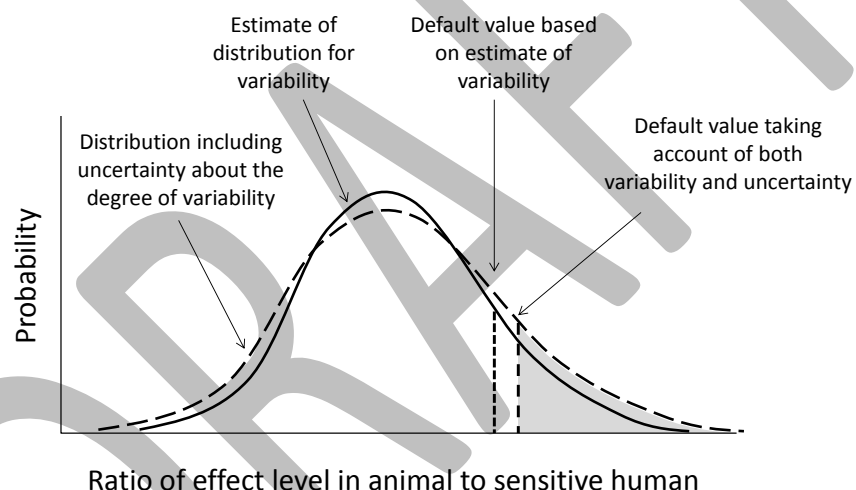 Estimate of
distribution for
variability
Default value based
on estimate of
variability
Distribution including
uncertainty about the
degree of variability
Default value taking
account of both
variability and uncertainty
Probability
Ratio of effect level in animal to sensitive human
DRAFT